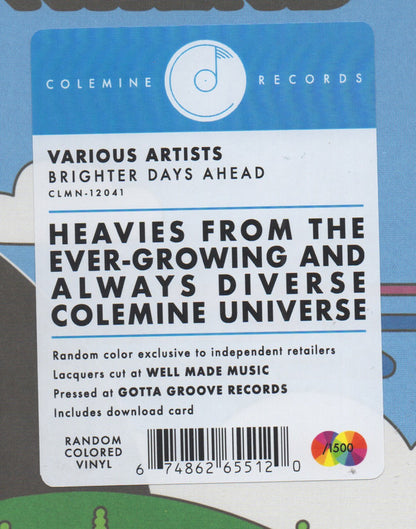 COLEMINE RECORDS
VARIOUS ARTISTS
BRIGHTER DAYS AHEAD
CLMN-12041
HEAVIES FROM THE
EVER-GROWING AND
ALWAYS DIVERSE
COLEMINE UNIVERSE
Random color exclusive to independent retailers
Lacquers cut at WELL MADE MUSIC
Pressed at GOTTA GROOVE RECORDS
Includes download card
RANDOM
COLORED
VINYL
6 74862 65512 0
/1500